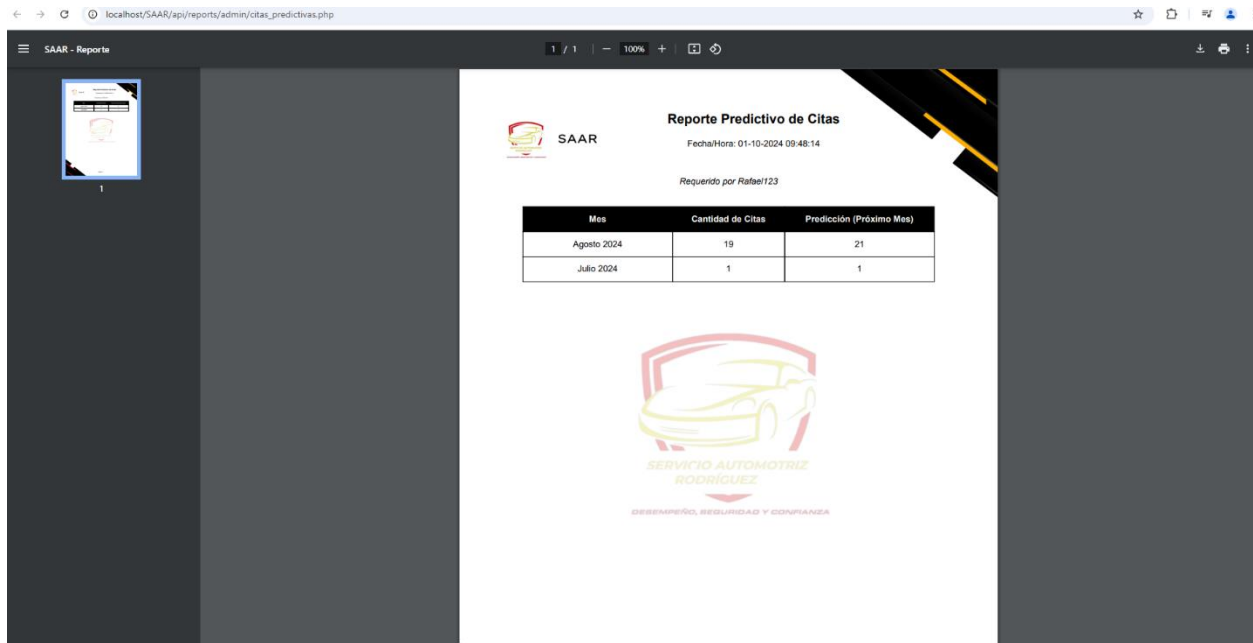 localhost/SAAR/api/reports/admin/citas_predictivas.php
SAAR - Reporte
1 / 1
100%
1
SAAR
Reporte Predictivo de Citas
Fecha/Hora: 01-10-2024 09:48:14
Requerido por Rafael123
Mes Cantidad de Citas Predicción (Próximo Mes)
Agosto 2024 19 21
Julio 2024 1 1
SERVICIO AUTOMOTRIZ
RODRÍGUEZ
DESEMPEÑO, SEGURIDAD Y CONFIANZA